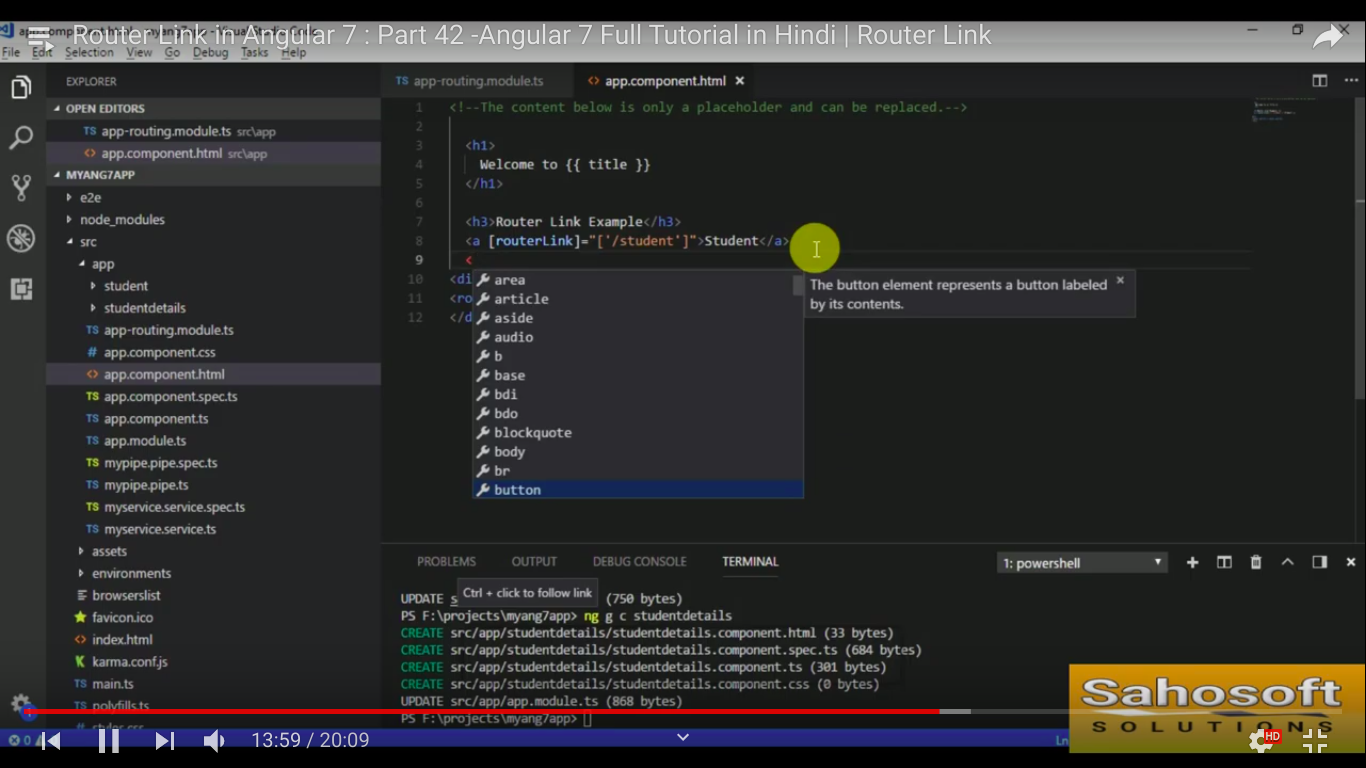 Router Link in Angular 7 : Part 42 -Angular 7 Full Tutorial in Hindi | Router Link
File Edit Selection View Go Debug Tasks Help
EXPLORER
OPEN EDITORS
TS app-routing.module.ts src\app
<> app.component.html src\app
MYANG7APP
e2e
node_modules
src
app
student
studentdetails
TS app-routing.module.ts
# app.component.css
<> app.component.html
TS app.component.spec.ts
TS app.component.ts
TS app.module.ts
TS mypipe.pipe.spec.ts
TS mypipe.pipe.ts
TS myservice.service.spec.ts
TS myservice.service.ts
assets
environments
browserslist
favicon.ico
<> index.html
K karma.conf.js
TS main.ts
TS polyfills.ts
# styles.css
TS app-routing.module.ts
<> app.component.html ×
1 <!--The content below is only a placeholder and can be replaced.-->
2
3 <h1>
4 Welcome to {{ title }}
5 </h1>
6
7 <h3>Router Link Example</h3>
8 <a [routerLink]="['/student']">Student</a>
9 <
10 <di
11 <ro
12 </d
area
article
aside
audio
b
base
bdi
bdo
blockquote
body
br
button
The button element represents a button labeled
by its contents.
PROBLEMS OUTPUT DEBUG CONSOLE TERMINAL
1: powershell
Ctrl + click to follow link
UPDATE s (750 bytes)
PS F:\projects\myang7app> ng g c studentdetails
CREATE src/app/studentdetails/studentdetails.component.html (33 bytes)
CREATE src/app/studentdetails/studentdetails.component.spec.ts (684 bytes)
CREATE src/app/studentdetails/studentdetails.component.ts (301 bytes)
CREATE src/app/studentdetails/studentdetails.component.css (0 bytes)
UPDATE src/app/app.module.ts (868 bytes)
PS F:\projects\myang7app>
Sahosoft
SOLUTIONS
13:59 / 20:09
HD
0
Ln